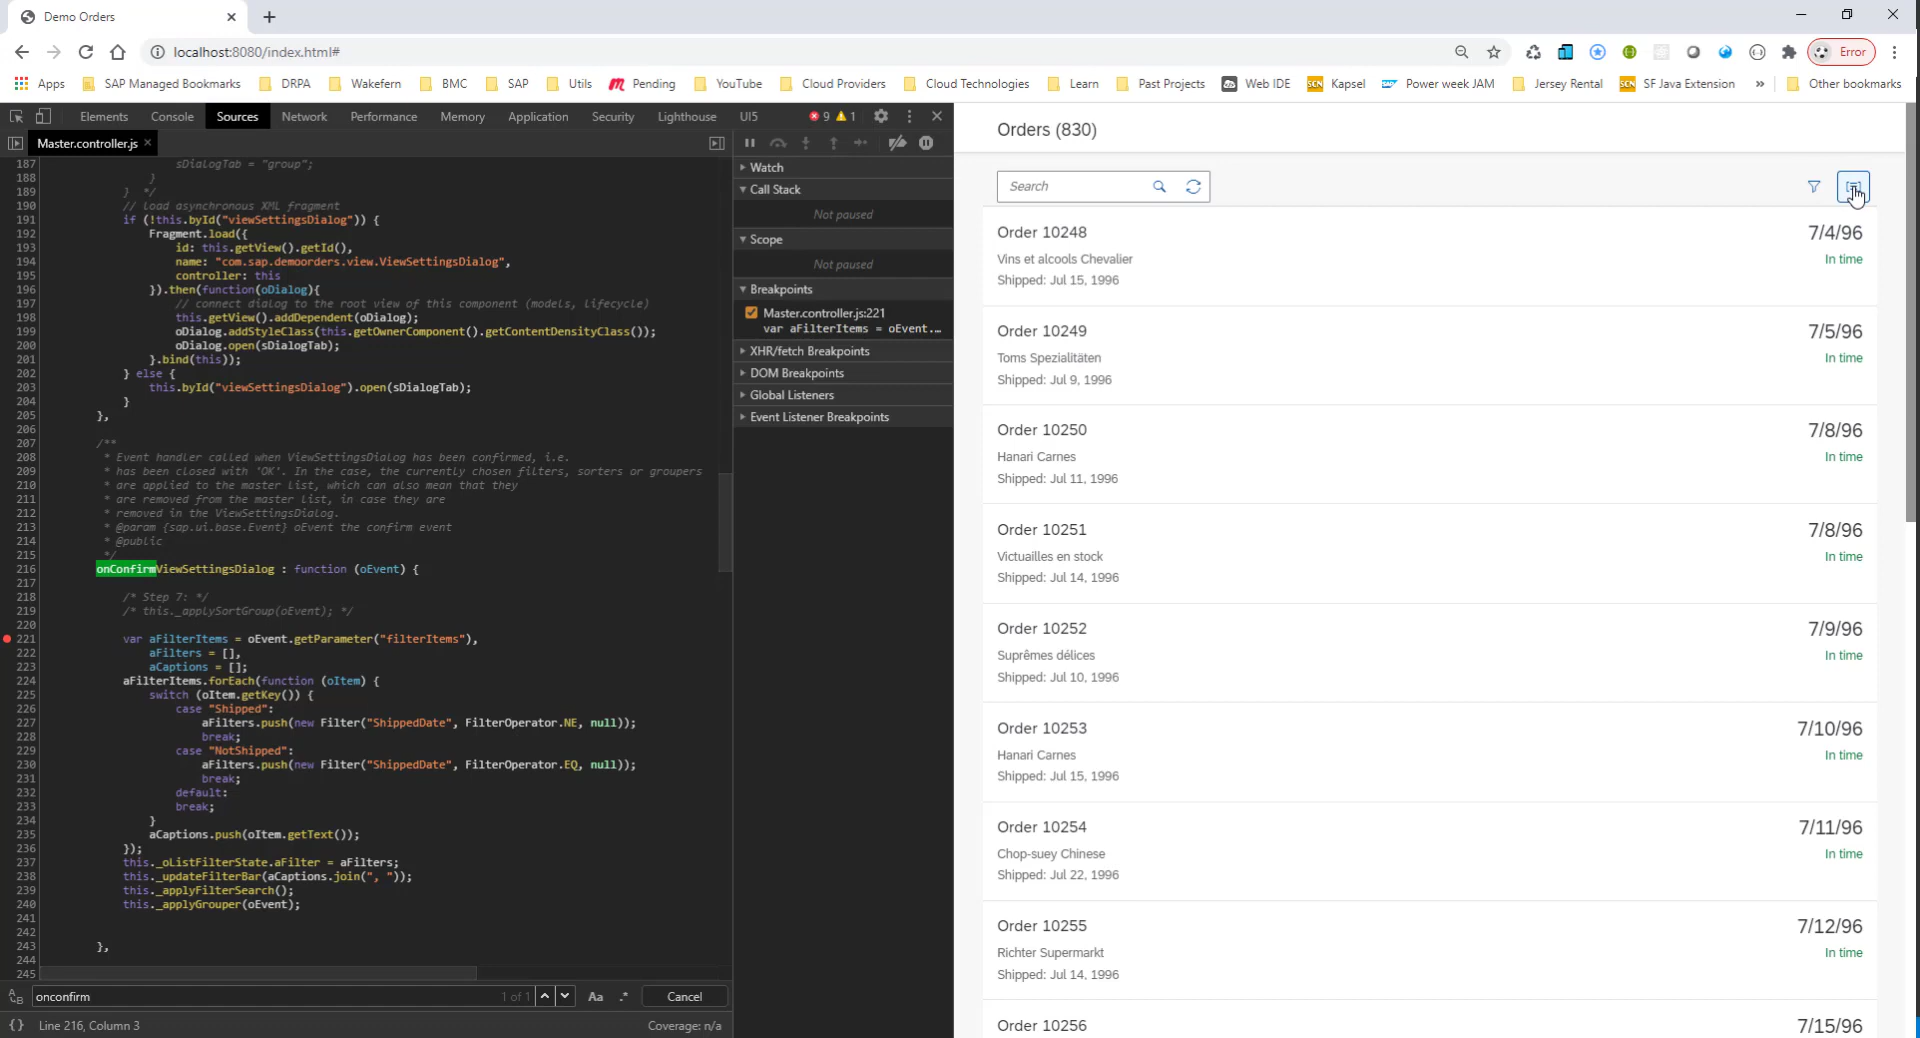 Demo Orders
localhost:8080/index.html#
Error
Apps SAP Managed Bookmarks DRPA Wakefern BMC SAP Utils Pending YouTube Cloud Providers Cloud Technologies Learn Past Projects Web IDE Kapsel Power week JAM Jersey Rental SF Java Extension » Other bookmarks
Elements Console Sources Network Performance Memory Application Security Lighthouse UI5 9 1
Master.controller.js
187 sDialogTab = "group";
188 }
189 } */
190 // load asynchronous XML fragment
191 if (!this.byId("viewSettingsDialog")) {
192 Fragment.load({
193 id: this.getView().getId(),
194 name: "com.sap.demoorders.view.ViewSettingsDialog",
195 controller: this
196 }).then(function(oDialog){
197 // connect dialog to the root view of this component (models, lifecycle)
198 this.getView().addDependent(oDialog);
199 oDialog.addStyleClass(this.getOwnerComponent().getContentDensityClass());
200 oDialog.open(sDialogTab);
201 }.bind(this));
202 } else {
203 this.byId("viewSettingsDialog").open(sDialogTab);
204 }
205 },
206
207 /**
208 * Event handler called when ViewSettingsDialog has been confirmed, i.e.
209 * has been closed with 'OK'. In the case, the currently chosen filters, sorters or groupers
210 * are applied to the master list, which can also mean that they
211 * are removed from the master list, in case they are
212 * removed in the ViewSettingsDialog.
213 * @param {sap.ui.base.Event} oEvent the confirm event
214 * @public
215 */
216 onConfirmViewSettingsDialog : function (oEvent) {
217
218 /* Step 7: */
219 /* this._applySortGroup(oEvent); */
220
221 var aFilterItems = oEvent.getParameter("filterItems"),
222 aFilters = [],
223 aCaptions = [];
224 aFilterItems.forEach(function (oItem) {
225 switch (oItem.getKey()) {
226 case "Shipped":
227 aFilters.push(new Filter("ShippedDate", FilterOperator.NE, null));
228 break;
229 case "NotShipped":
230 aFilters.push(new Filter("ShippedDate", FilterOperator.EQ, null));
231 break;
232 default:
233 break;
234 }
235 aCaptions.push(oItem.getText());
236 });
237 this._oListFilterState.aFilter = aFilters;
238 this._updateFilterBar(aCaptions.join(", "));
239 this._applyFilterSearch();
240 this._applyGrouper(oEvent);
241
242
243 },
244
245
onconfirm 1 of 1 Aa .* Cancel
{} Line 216, Column 3 Coverage: n/a
Watch
Call Stack
Not paused
Scope
Not paused
Breakpoints
Master.controller.js:221
var aFilterItems = oEvent.…
XHR/fetch Breakpoints
DOM Breakpoints
Global Listeners
Event Listener Breakpoints
Orders (830)
Search
Order 10248 7/4/96
Vins et alcools Chevalier In time
Shipped: Jul 15, 1996
Order 10249 7/5/96
Toms Spezialitäten In time
Shipped: Jul 9, 1996
Order 10250 7/8/96
Hanari Carnes In time
Shipped: Jul 11, 1996
Order 10251 7/8/96
Victuailles en stock In time
Shipped: Jul 14, 1996
Order 10252 7/9/96
Suprêmes délices In time
Shipped: Jul 10, 1996
Order 10253 7/10/96
Hanari Carnes In time
Shipped: Jul 15, 1996
Order 10254 7/11/96
Chop-suey Chinese In time
Shipped: Jul 22, 1996
Order 10255 7/12/96
Richter Supermarkt In time
Shipped: Jul 14, 1996
Order 10256 7/15/96